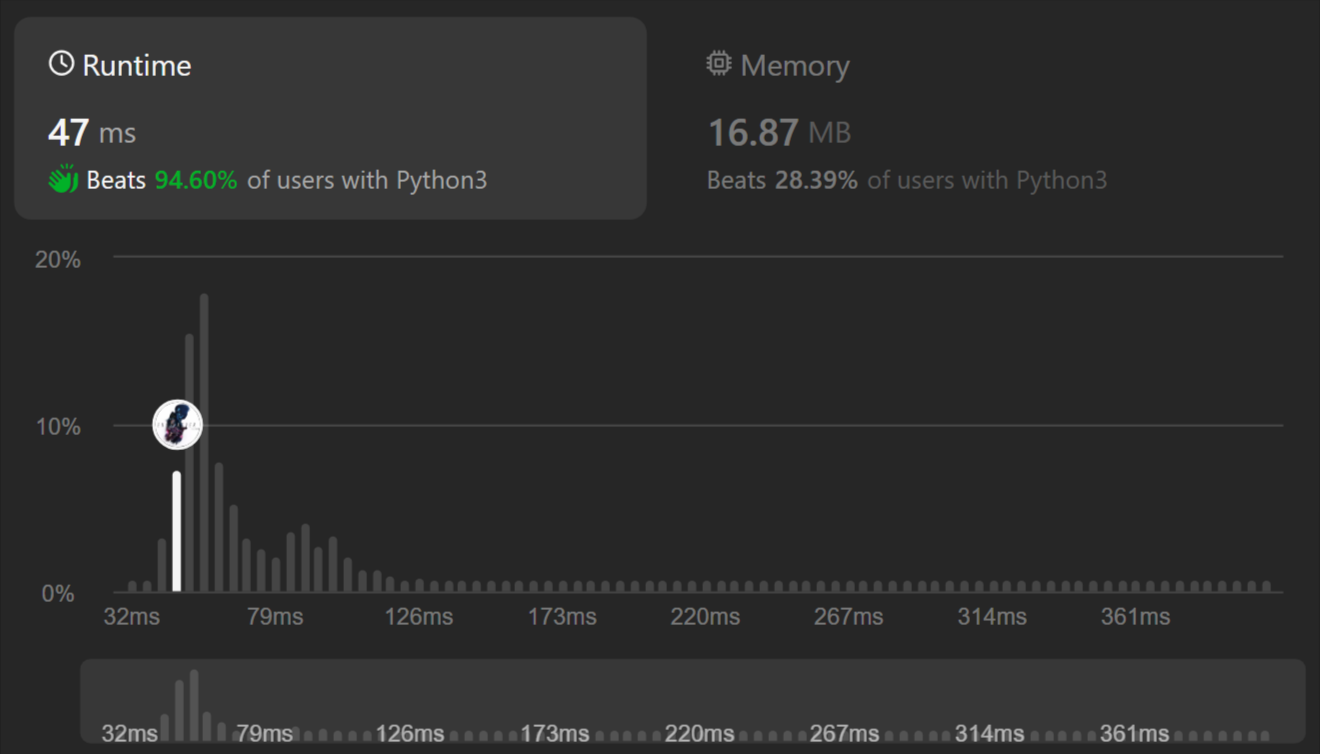 Runtime
47 ms
Beats 94.60% of users with Python3
Memory
16.87 MB
Beats 28.39% of users with Python3
20%
10%
0%
32ms 79ms 126ms 173ms 220ms 267ms 314ms 361ms
32ms 79ms 126ms 173ms 220ms 267ms 314ms 361ms